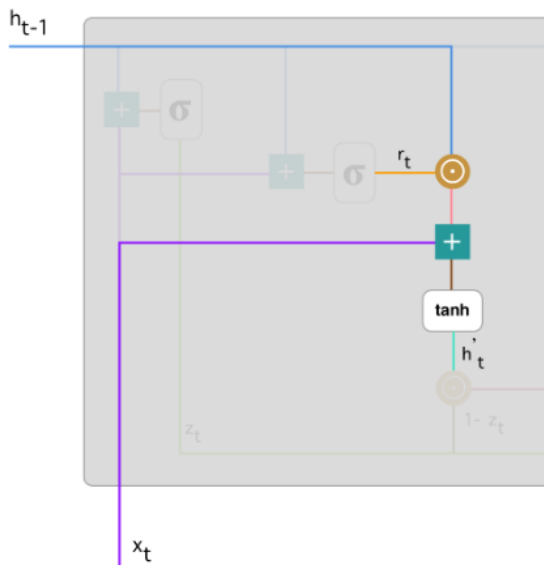 h_{t-1}
σ
r_t
σ
tanh
h'_t
z_t
1- z_t
x_t